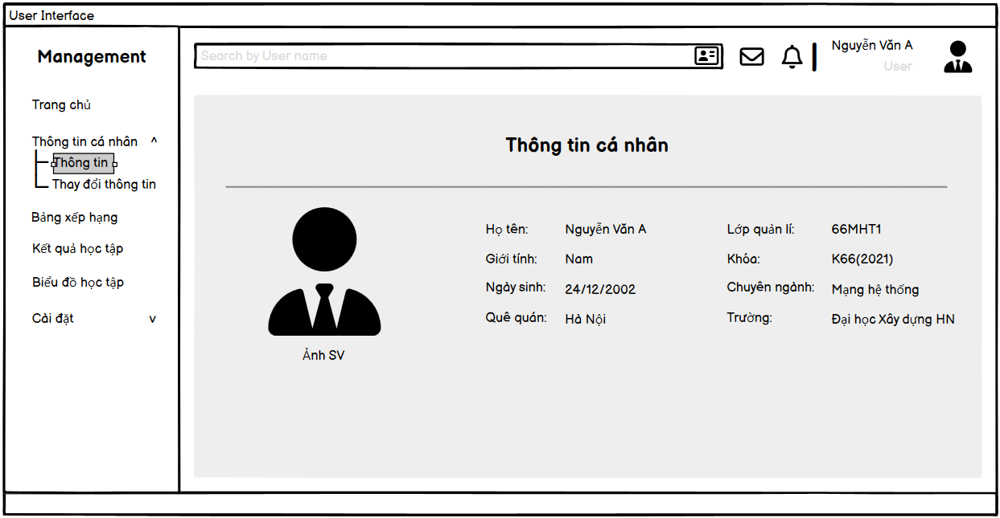 User Interface
Management
Trang chủ
Thông tin cá nhân ^
Thông tin
Thay đổi thông tin
Bảng xếp hạng
Kết quả học tập
Biểu đồ học tập
Cài đặt v
Search by User name
Nguyễn Văn A
User
Thông tin cá nhân
Ảnh SV
Họ tên: Nguyễn Văn A
Giới tính: Nam
Ngày sinh: 24/12/2002
Quê quán: Hà Nội
Lớp quản lí: 66MHT1
Khóa: K66(2021)
Chuyên ngành: Mạng hệ thống
Trường: Đại học Xây dựng HN